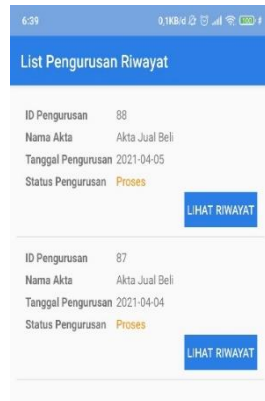 6:39 0,1KB/d
List Pengurusan Riwayat
ID Pengurusan 88
Nama Akta Akta Jual Beli
Tanggal Pengurusan 2021-04-05
Status Pengurusan Proses
LIHAT RIWAYAT
ID Pengurusan 87
Nama Akta Akta Jual Beli
Tanggal Pengurusan 2021-04-04
Status Pengurusan Proses
LIHAT RIWAYAT